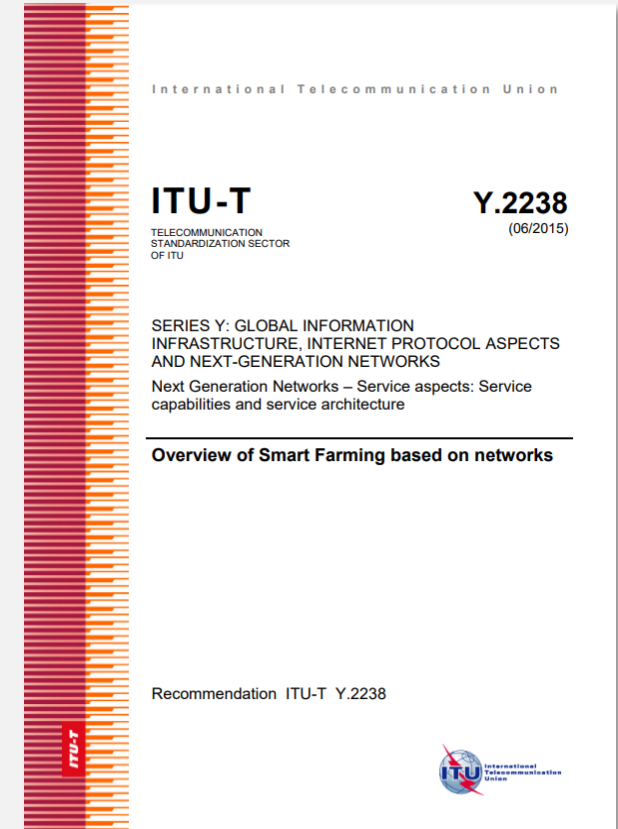 International Telecommunication Union
ITU-T
Y.2238
TELECOMMUNICATION
STANDARDIZATION SECTOR
OF ITU
(06/2015)
SERIES Y: GLOBAL INFORMATION
INFRASTRUCTURE, INTERNET PROTOCOL ASPECTS
AND NEXT-GENERATION NETWORKS
Next Generation Networks – Service aspects: Service
capabilities and service architecture
Overview of Smart Farming based on networks
Recommendation ITU-T Y.2238
ITU-T
ITU
International
Telecommunication
Union